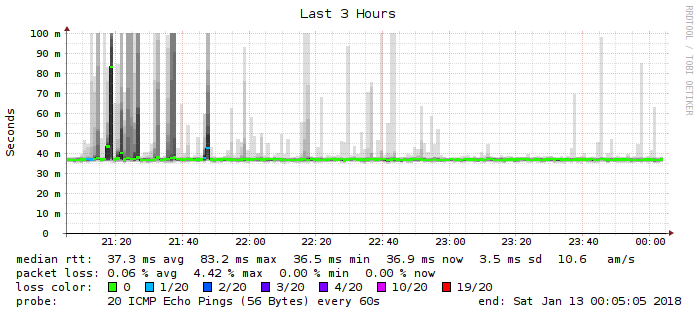 Last 3 Hours
RRDTOOL / TOBI OETIKER
Seconds
100 m
90 m
80 m
70 m
60 m
50 m
40 m
30 m
20 m
10 m
0
21:20 21:40 22:00 22:20 22:40 23:00 23:20 23:40 00:00
median rtt: 37.3 ms avg 83.2 ms max 36.5 ms min 36.9 ms now 3.5 ms sd 10.6 am/s
packet loss: 0.06 % avg 4.42 % max 0.00 % min 0.00 % now
loss color: 0 1/20 2/20 3/20 4/20 10/20 19/20
probe: 20 ICMP Echo Pings (56 Bytes) every 60s end: Sat Jan 13 00:05:05 2018